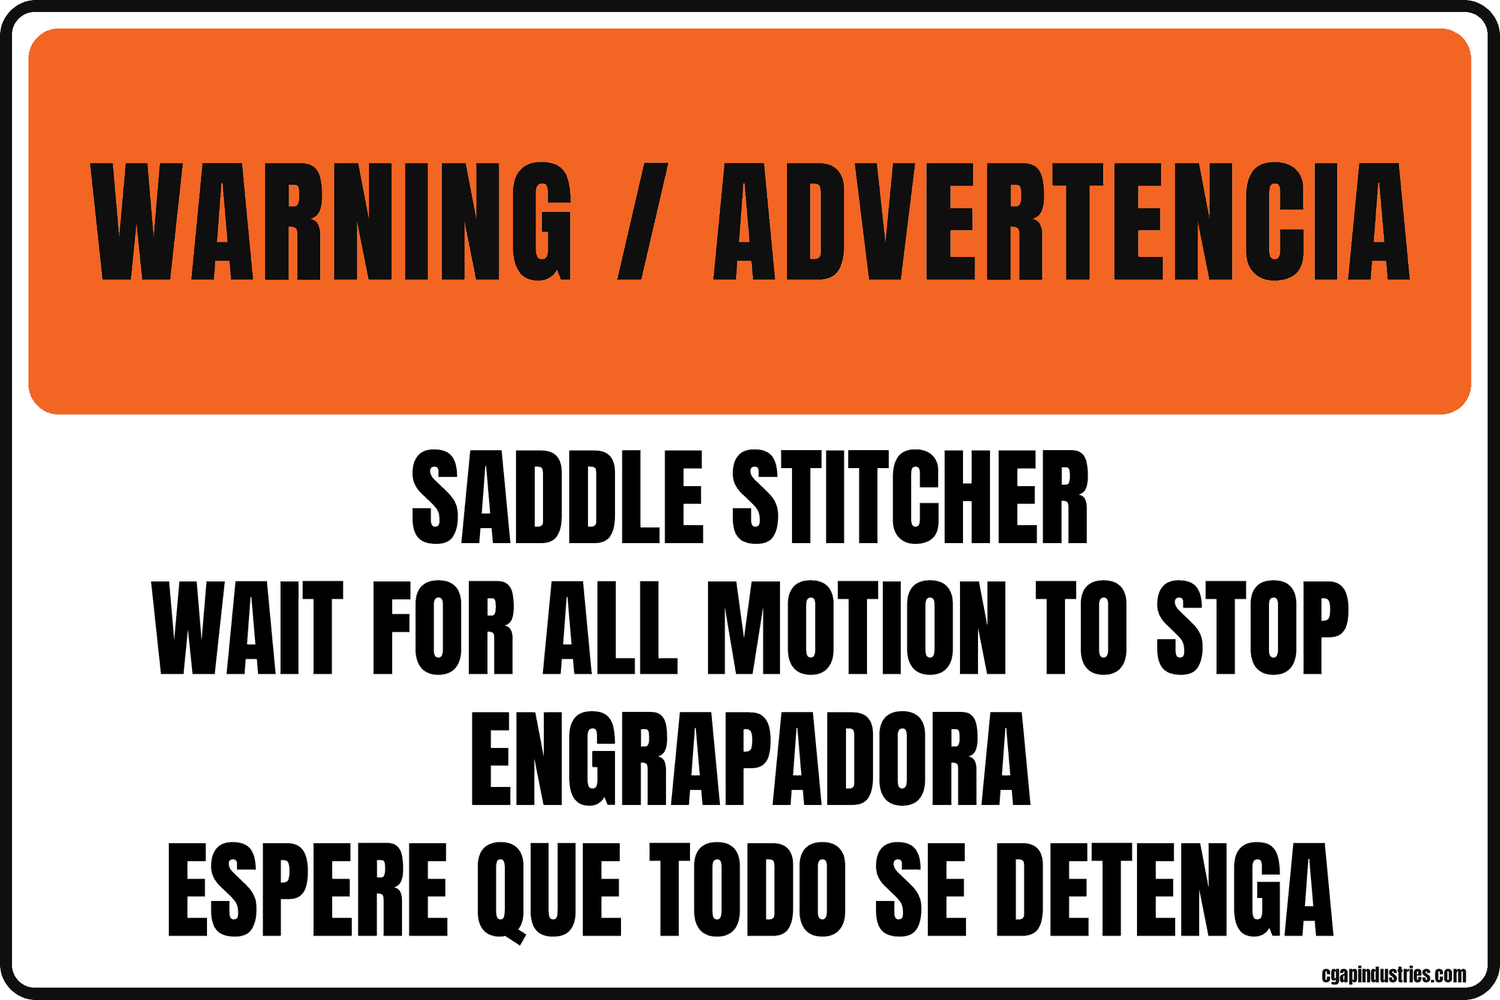 WARNING / ADVERTENCIA
SADDLE STITCHER
WAIT FOR ALL MOTION TO STOP
ENGRAPADORA
ESPERE QUE TODO SE DETENGA
cgapindustries.com